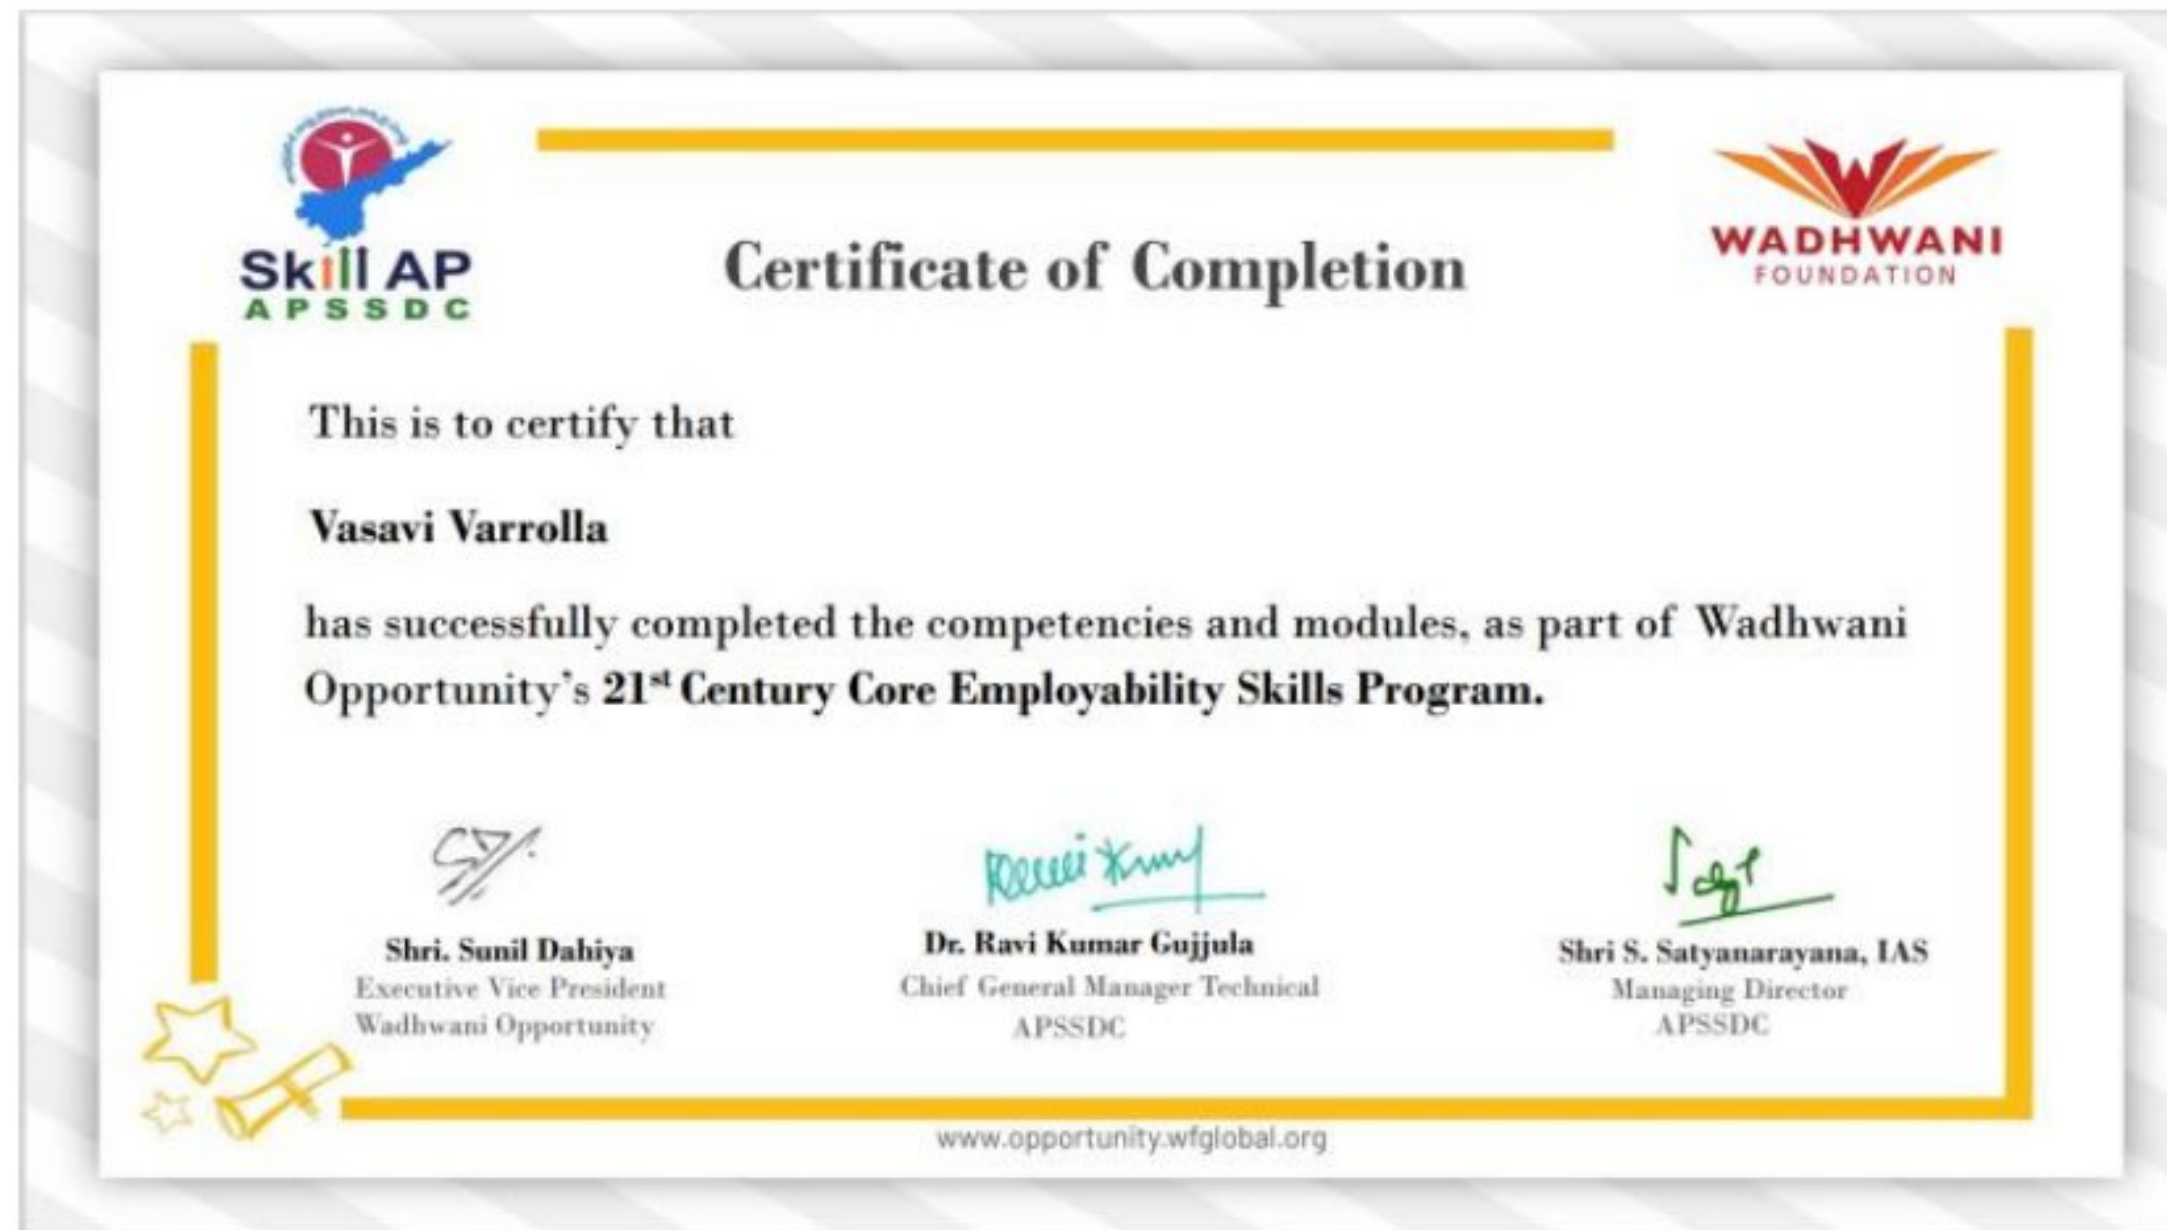 Skill AP
APSSDC
WADHWANI
FOUNDATION
Certificate of Completion
This is to certify that
Vasavi Varrolla
has successfully completed the competencies and modules, as part of Wadhwani
Opportunity's 21st Century Core Employability Skills Program.
Shri. Sunil Dahiya
Executive Vice President
Wadhwani Opportunity
Dr. Ravi Kumar Gujjula
Chief General Manager Technical
APSSDC
Shri S. Satyanarayana, IAS
Managing Director
APSSDC
www.opportunity.wfglobal.org